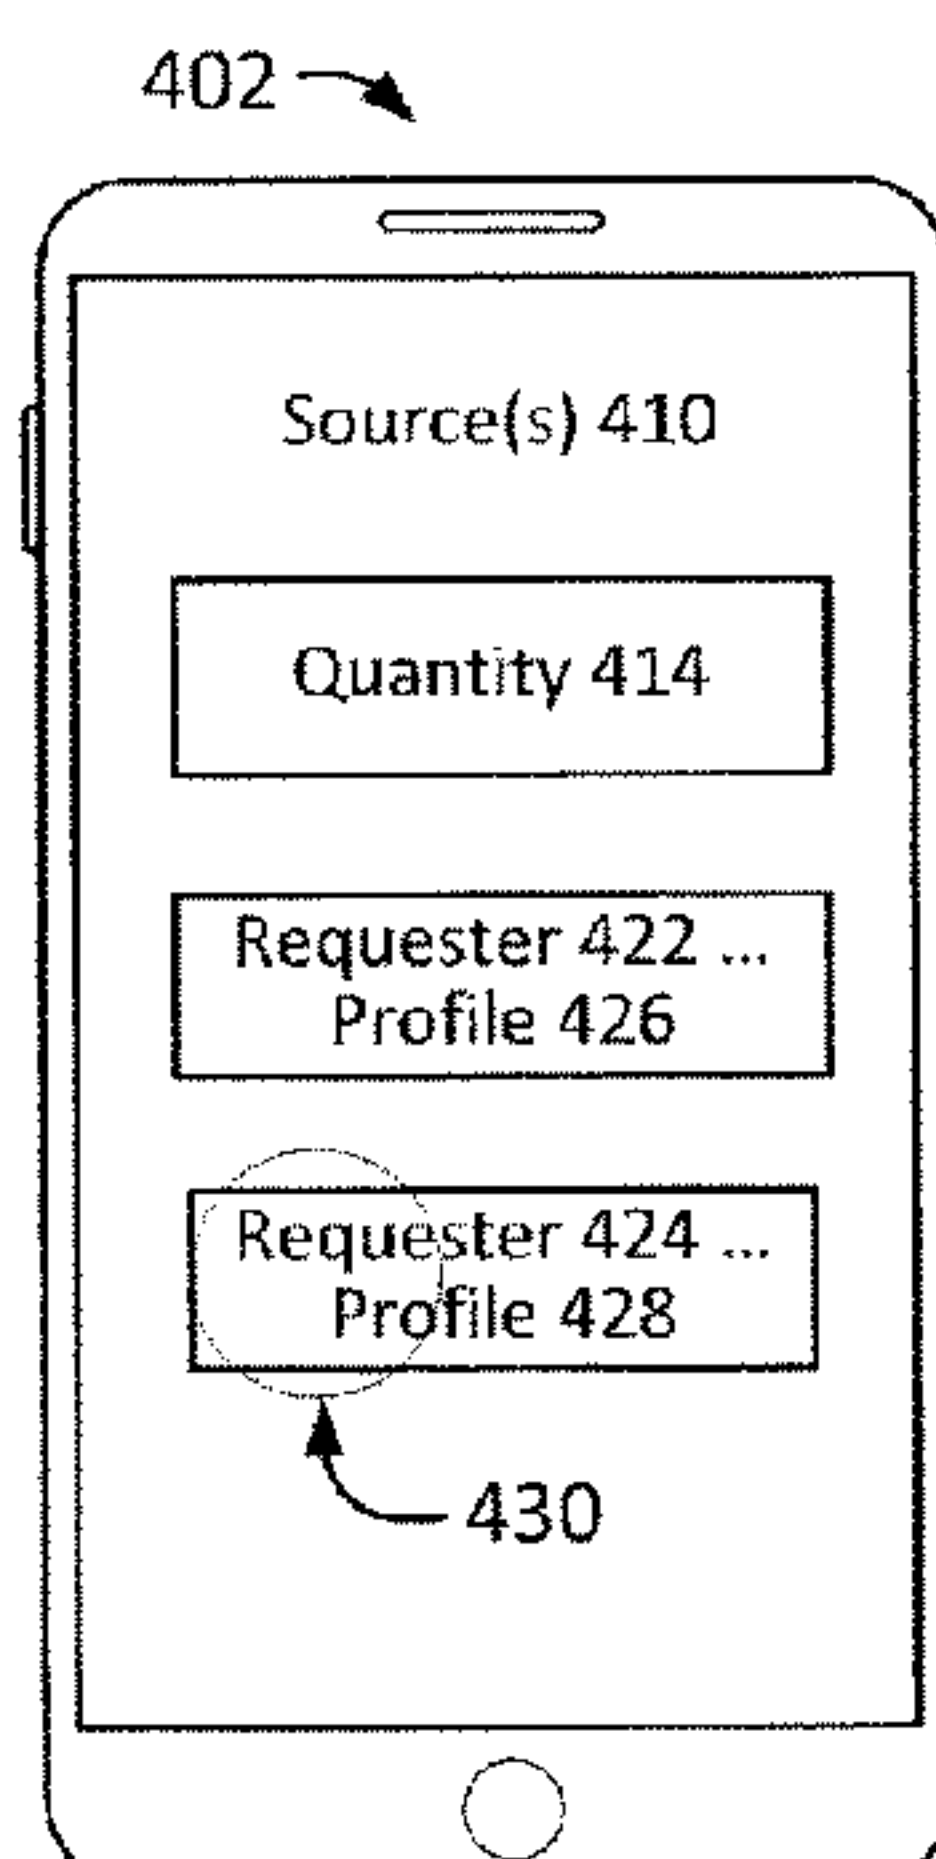 402
Source(s) 410
Quantity 414
Requester 422 ...
Profile 426
Requester 424 ...
Profile 428
430